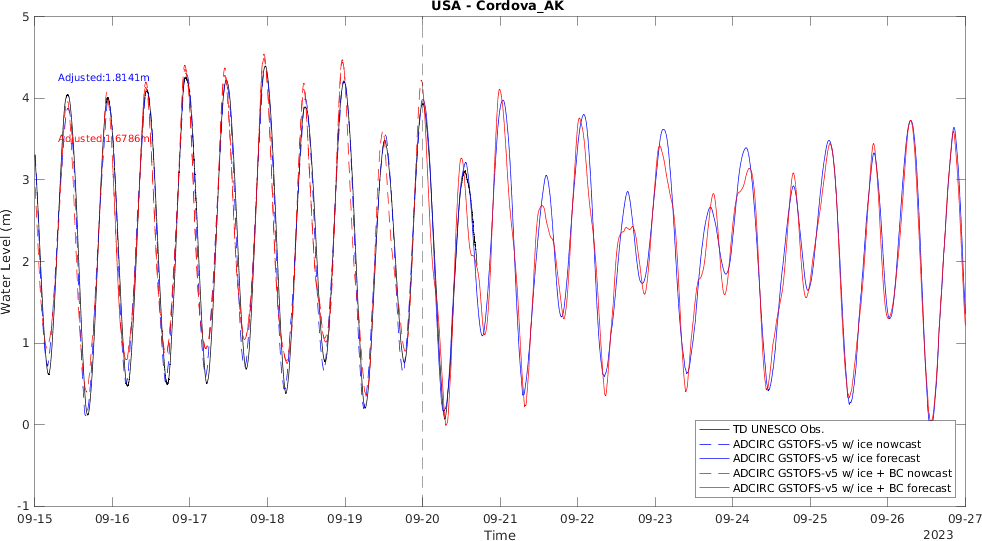 USA - Cordova_AK
5
4
3
2
1
0
-1
Water Level (m)
Adjusted:1.8141m
Adjusted:1.6786m
TD UNESCO Obs.
ADCIRC GSTOFS-v5 w/ ice nowcast
ADCIRC GSTOFS-v5 w/ ice forecast
ADCIRC GSTOFS-v5 w/ ice + BC nowcast
ADCIRC GSTOFS-v5 w/ ice + BC forecast
09-15 09-16 09-17 09-18 09-19 09-20 09-21 09-22 09-23 09-24 09-25 09-26 09-27
Time
2023